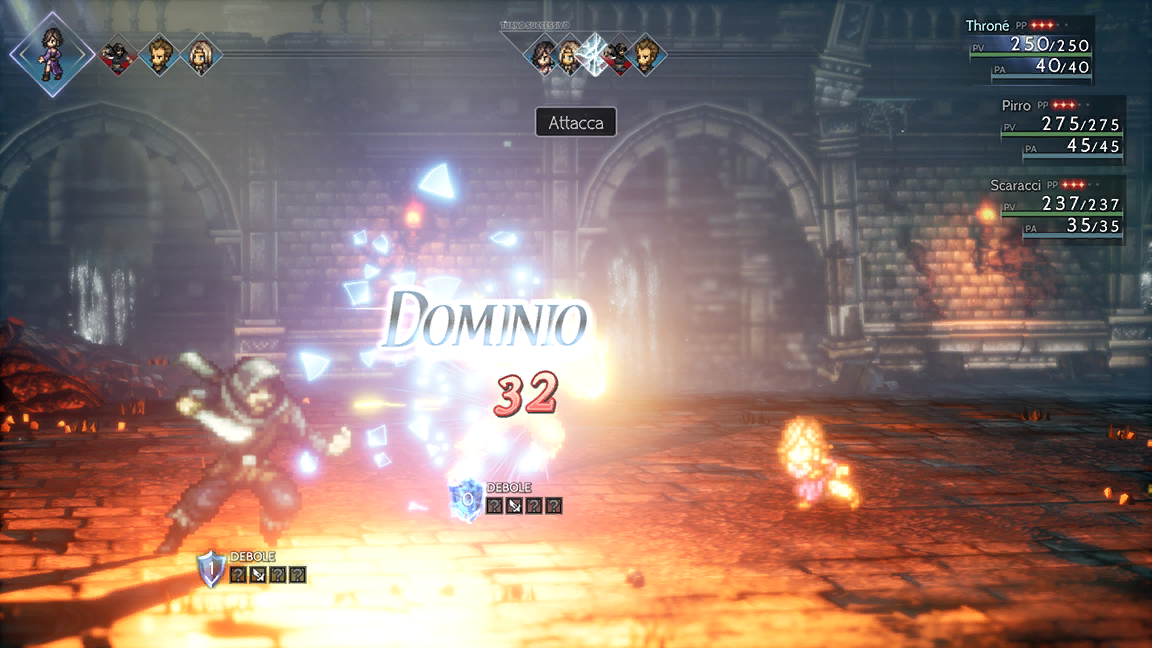 TURNO SUCCESSIVO
Throné PP
PV 250/250
PA 40/40
Attacca
Pirro PP
PV 275/275
PA 45/45
Scaracci PP
PV 237/237
PA 35/35
DOMINIO
32
0 DEBOLE
? ? ?
1 DEBOLE
? ? ?